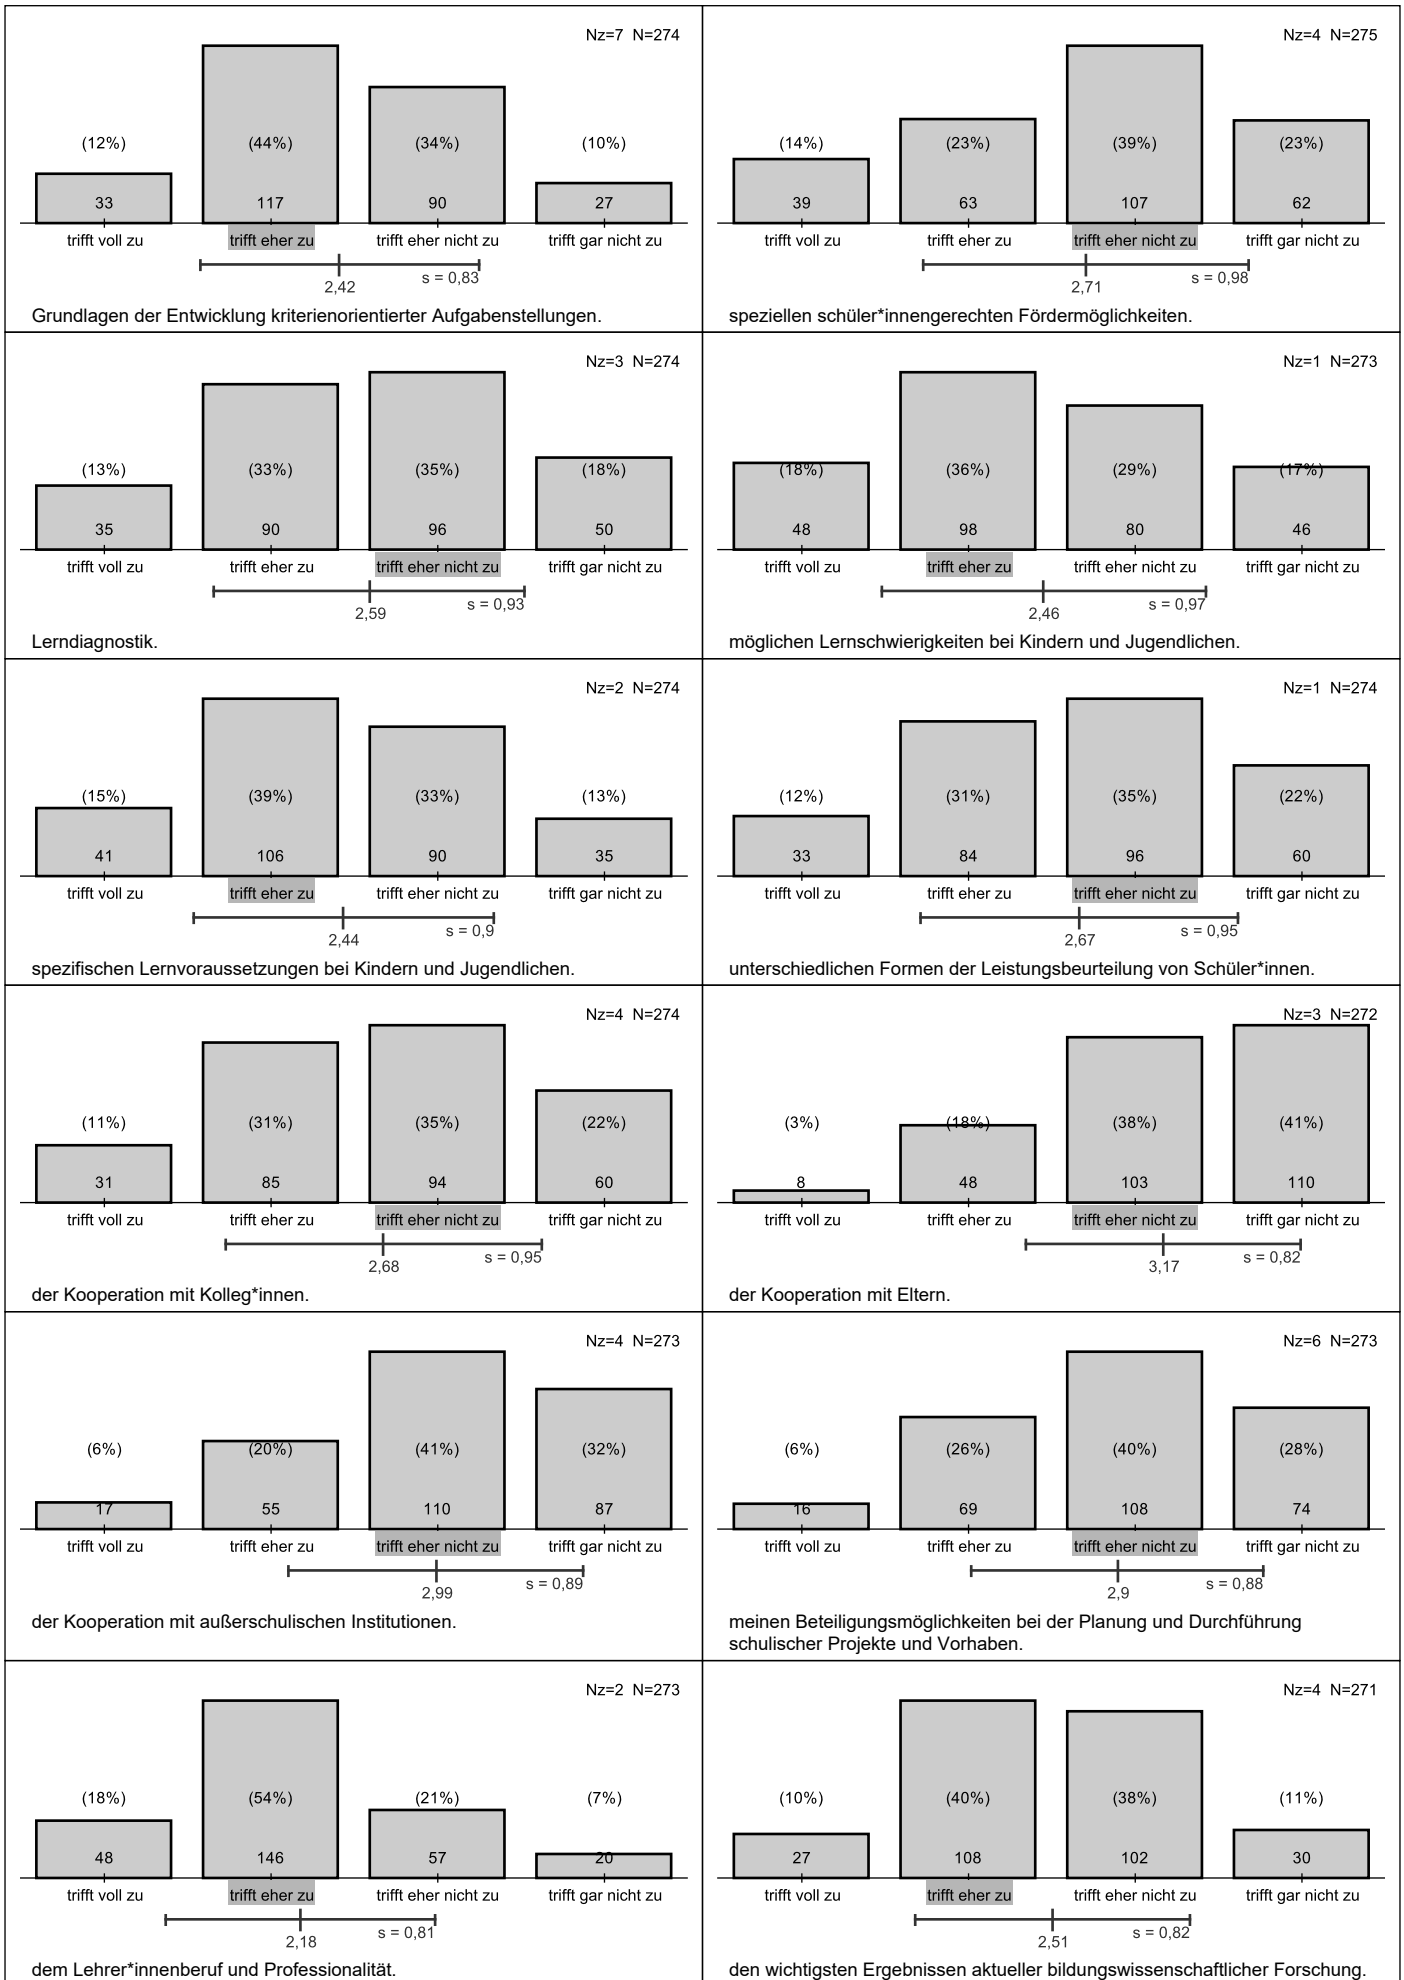 Nz=7  N=274
(12%) (44%) (34%) (10%)
33 117 90 27
trifft voll zu trifft eher zu trifft eher nicht zu trifft gar nicht zu
s = 0,83
2,42
Grundlagen der Entwicklung kriterienorientierter Aufgabenstellungen.
Nz=4  N=275
(14%) (23%) (39%) (23%)
39 63 107 62
trifft voll zu trifft eher zu trifft eher nicht zu trifft gar nicht zu
s = 0,98
2,71
speziellen schüler*innengerechten Fördermöglichkeiten.
Nz=3  N=274
(13%) (33%) (35%) (18%)
35 90 96 50
trifft voll zu trifft eher zu trifft eher nicht zu trifft gar nicht zu
s = 0,93
2,59
Lerndiagnostik.
Nz=1  N=273
(18%) (36%) (29%) (17%)
48 98 80 46
trifft voll zu trifft eher zu trifft eher nicht zu trifft gar nicht zu
s = 0,97
2,46
möglichen Lernschwierigkeiten bei Kindern und Jugendlichen.
Nz=2  N=274
(15%) (39%) (33%) (13%)
41 106 90 35
trifft voll zu trifft eher zu trifft eher nicht zu trifft gar nicht zu
s = 0,9
2,44
spezifischen Lernvoraussetzungen bei Kindern und Jugendlichen.
Nz=1  N=274
(12%) (31%) (35%) (22%)
33 84 96 60
trifft voll zu trifft eher zu trifft eher nicht zu trifft gar nicht zu
s = 0,95
2,67
unterschiedlichen Formen der Leistungsbeurteilung von Schüler*innen.
Nz=4  N=274
(11%) (31%) (35%) (22%)
31 85 94 60
trifft voll zu trifft eher zu trifft eher nicht zu trifft gar nicht zu
s = 0,95
2,68
der Kooperation mit Kolleg*innen.
Nz=3  N=272
(3%) (18%) (38%) (41%)
8 48 103 110
trifft voll zu trifft eher zu trifft eher nicht zu trifft gar nicht zu
s = 0,82
3,17
der Kooperation mit Eltern.
Nz=4  N=273
(6%) (20%) (41%) (32%)
17 55 110 87
trifft voll zu trifft eher zu trifft eher nicht zu trifft gar nicht zu
s = 0,89
2,99
der Kooperation mit außerschulischen Institutionen.
Nz=6  N=273
(6%) (26%) (40%) (28%)
16 69 108 74
trifft voll zu trifft eher zu trifft eher nicht zu trifft gar nicht zu
s = 0,88
2,9
meinen Beteiligungsmöglichkeiten bei der Planung und Durchführung
schulischer Projekte und Vorhaben.
Nz=2  N=273
(18%) (54%) (21%) (7%)
48 146 57 20
trifft voll zu trifft eher zu trifft eher nicht zu trifft gar nicht zu
s = 0,81
2,18
dem Lehrer*innenberuf und Professionalität.
Nz=4  N=271
(10%) (40%) (38%) (11%)
27 108 102 30
trifft voll zu trifft eher zu trifft eher nicht zu trifft gar nicht zu
s = 0,82
2,51
den wichtigsten Ergebnissen aktueller bildungswissenschaftlicher Forschung.